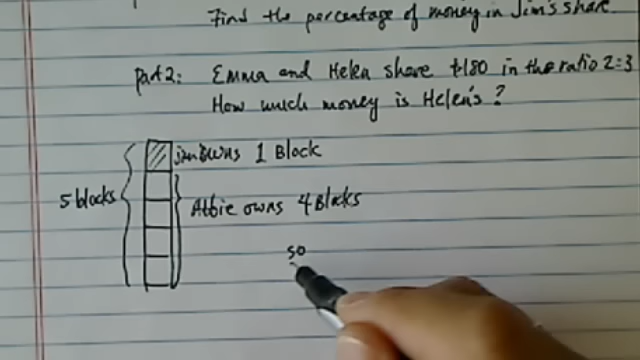 Find the percentage of money in Jim's share
part 2: Emma and Helen share £180 in the ratio 2:3
How much money is Helen's?
jim owns 1 Block
5 blocks
Abbie owns 4 Blocks
so